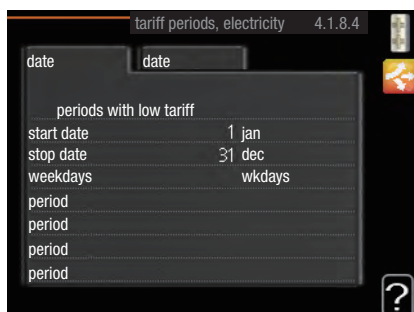 tariff periods, electricity 4.1.8.4
date date
periods with low tariff
start date 1 jan
stop date 31 dec
weekdays wkdays
period
period
period
period
?